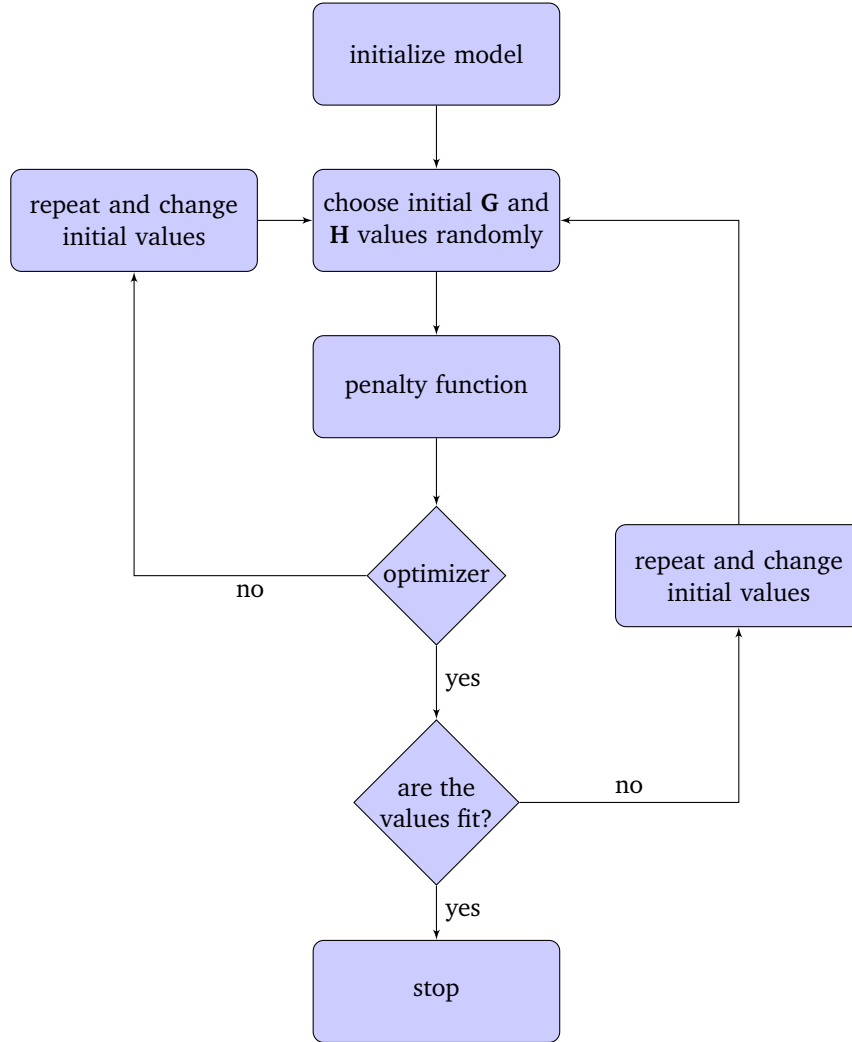 initialize model
repeat and change
initial values
choose initial G and
H values randomly
penalty function
optimizer
no
repeat and change
initial values
yes
are the
values fit?
no
yes
stop